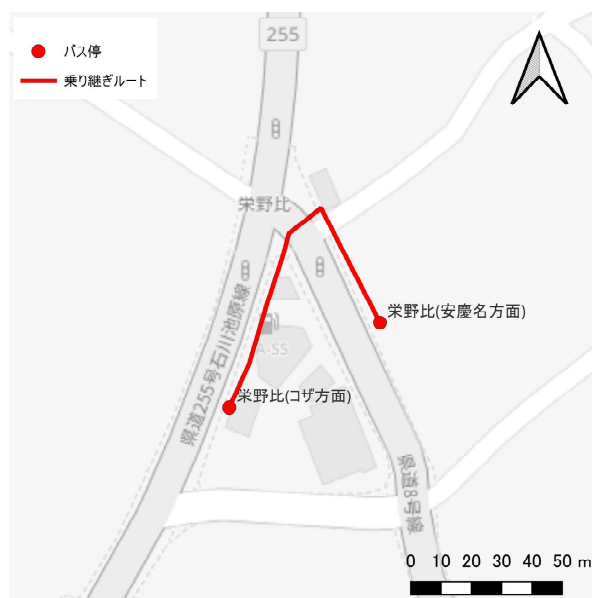 255
バス停
乗り継ぎルート
栄野比
栄野比(安慶名方面)
A-SS
栄野比(コザ方面)
県道255号石川池原線
県道8号線
0 10 20 30 40 50 m